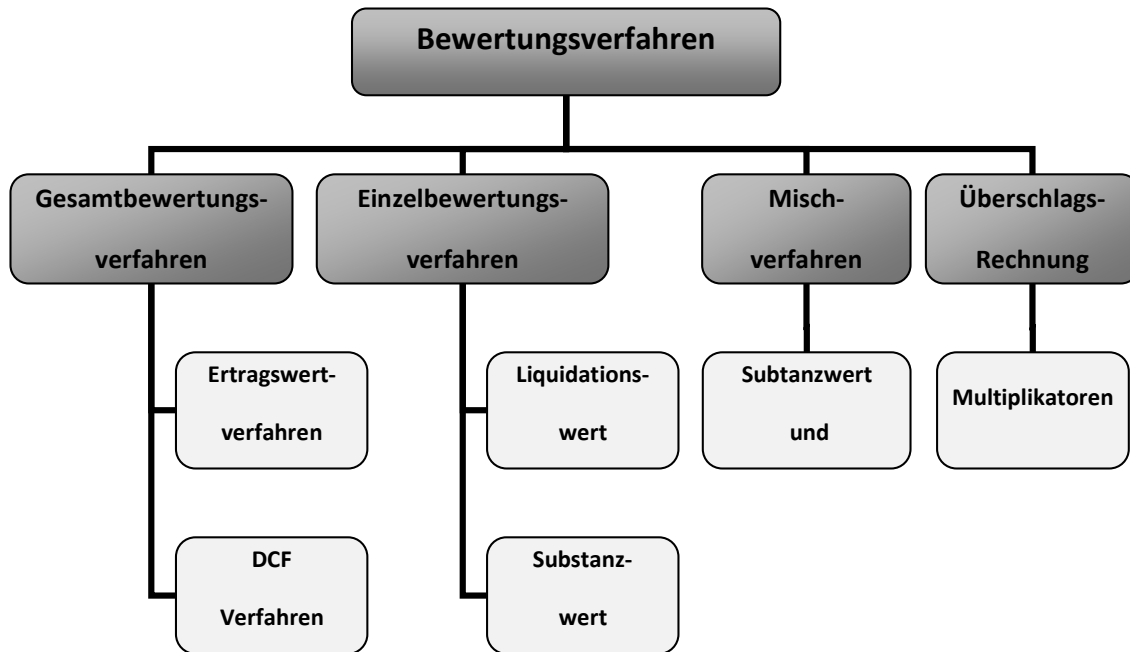 Bewertungsverfahren
Gesamtbewertungs-
verfahren
Einzelbewertungs-
verfahren
Misch-
verfahren
Überschlags-
Rechnung
Ertragswert-
verfahren
Liquidations-
wert
Subtanzwert
und
Multiplikatoren
DCF
Verfahren
Substanz-
wert